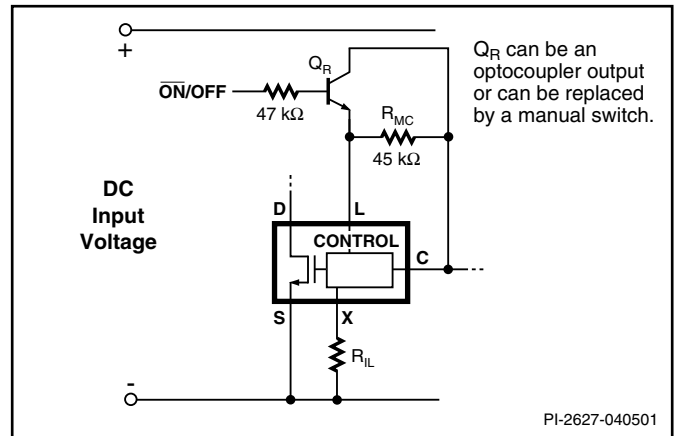 +
Q_R
ON/OFF
47 kΩ
R_MC
45 kΩ
Q_R can be an
optocoupler output
or can be replaced
by a manual switch.
DC
Input
Voltage
D
L
CONTROL
C
S
X
R_IL
-
PI-2627-040501